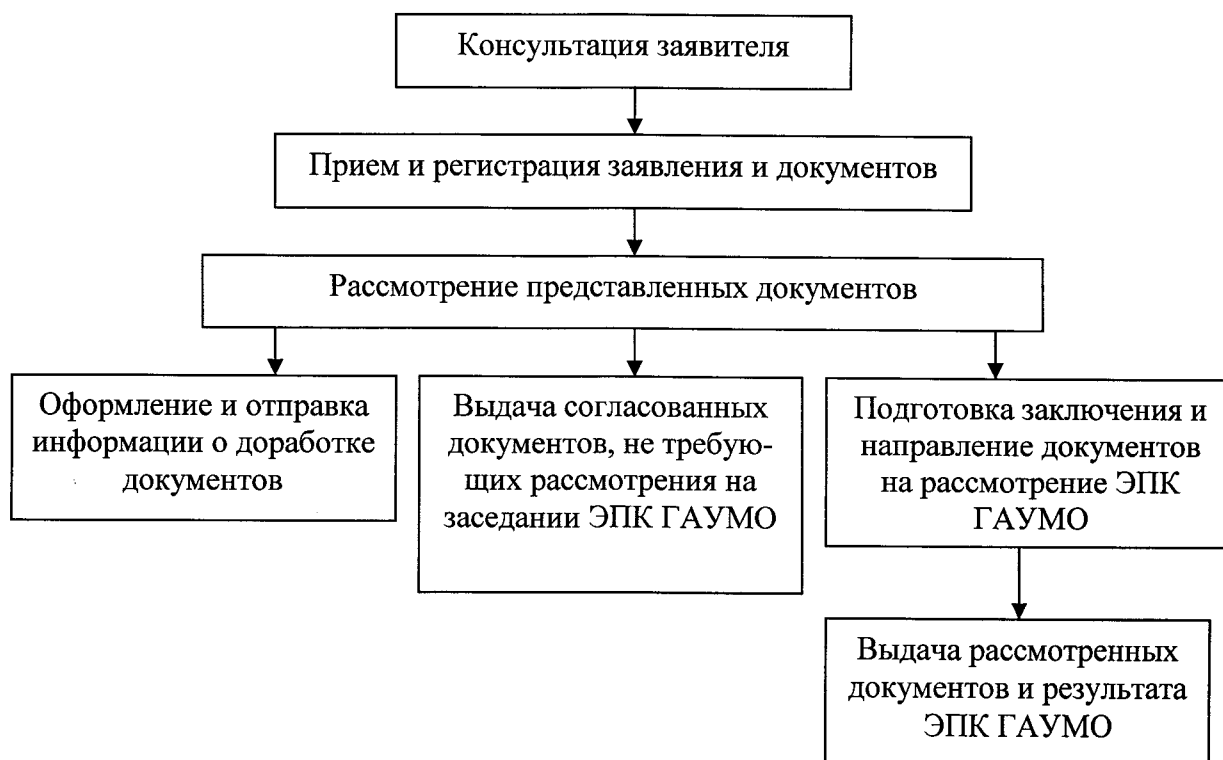 Консультация заявителя
Прием и регистрация заявления и документов
Рассмотрение представленных документов
Оформление и отправка
информации о доработке
документов
Выдача согласованных
документов, не требую-
щих рассмотрения на
заседании ЭПК ГАУМО
Подготовка заключения и
направление документов
на рассмотрение ЭПК
ГАУМО
Выдача рассмотренных
документов и результата
ЭПК ГАУМО